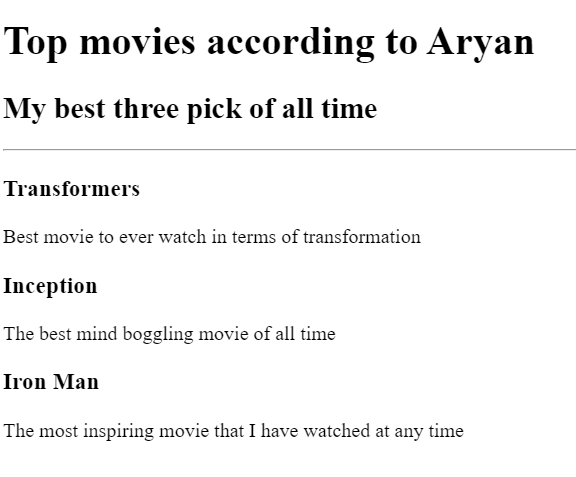 Top movies according to Aryan
My best three pick of all time
Transformers
Best movie to ever watch in terms of transformation
Inception
The best mind boggling movie of all time
Iron Man
The most inspiring movie that I have watched at any time